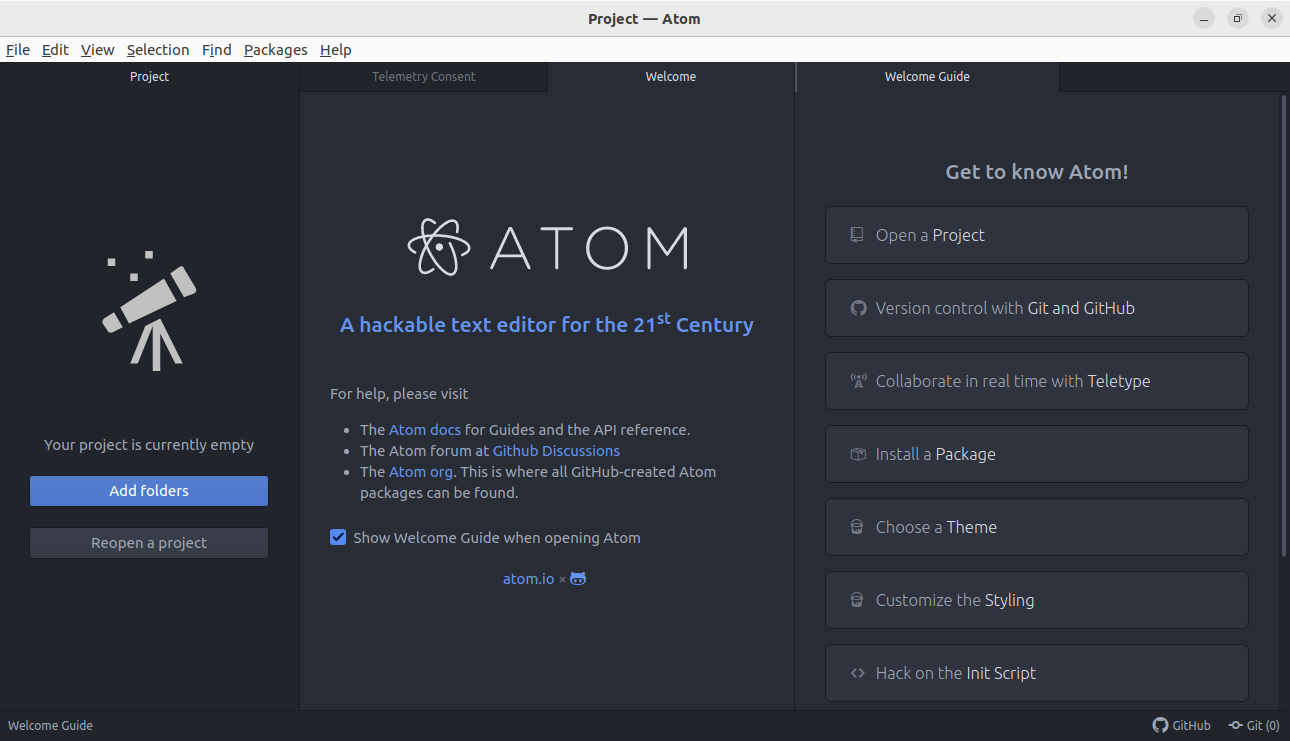 Project — Atom
File Edit View Selection Find Packages Help
Project
Telemetry Consent
Welcome
Welcome Guide
Your project is currently empty
Add folders
Reopen a project
ATOM
A hackable text editor for the 21st Century
For help, please visit
The Atom docs for Guides and the API reference.
The Atom forum at Github Discussions
The Atom org. This is where all GitHub-created Atom
packages can be found.
Show Welcome Guide when opening Atom
atom.io ×
Get to know Atom!
Open a Project
Version control with Git and GitHub
Collaborate in real time with Teletype
Install a Package
Choose a Theme
Customize the Styling
Hack on the Init Script
Welcome Guide
GitHub
Git (0)